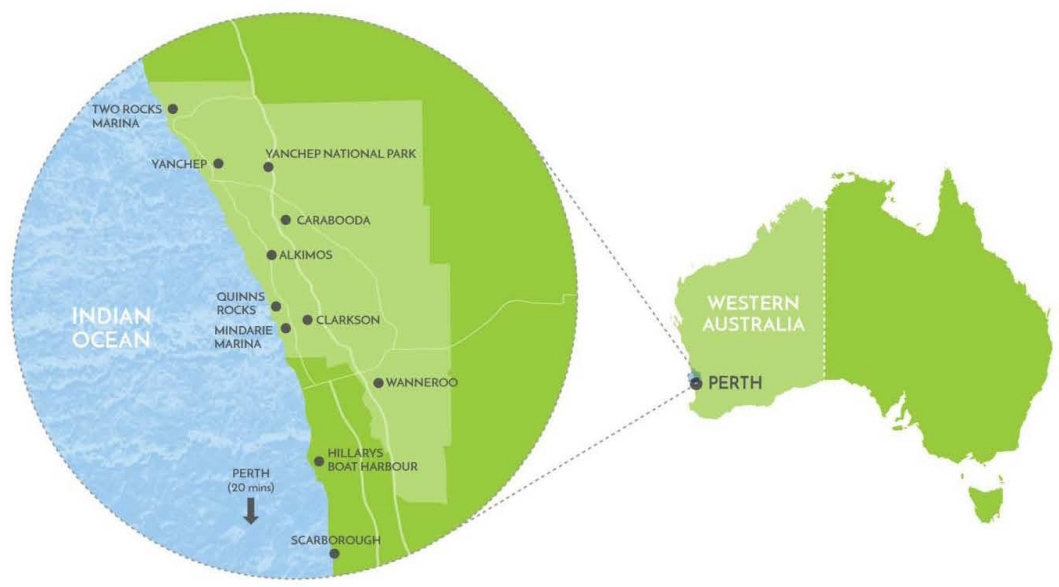 TWO ROCKS
MARINA
YANCHEP
YANCHEP NATIONAL PARK
CARABOODA
ALKIMOS
QUINNS
ROCKS
CLARKSON
MINDARIE
MARINA
INDIAN
OCEAN
WANNEROO
HILLARYS
BOAT HARBOUR
PERTH
(20 mins)
SCARBOROUGH
WESTERN
AUSTRALIA
PERTH